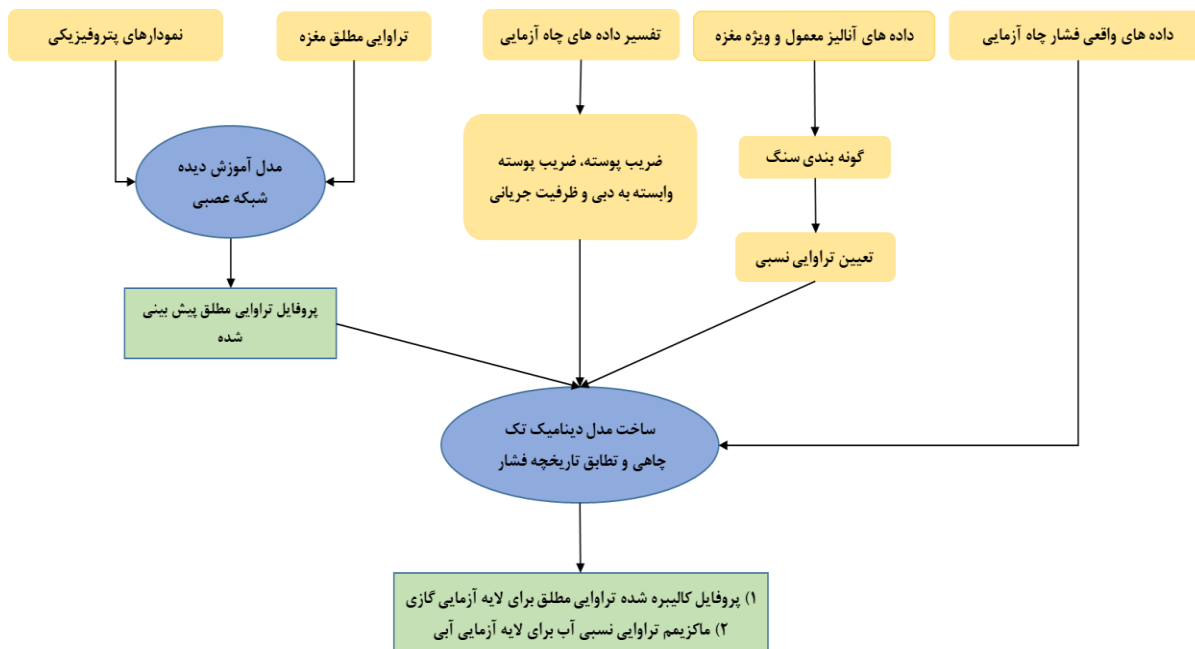 داده های واقعی فشار چاه آزمایی
داده های آنالیز معمول و ویژه مغزه
تفسیر داده های چاه آزمایی
تراوایی مطلق مغزه
نمودارهای پتروفیزیکی
گونه بندی سنگ
ضریب پوسته، ضریب پوسته
وابسته به دبی و ظرفیت جریانی
مدل آموزش دیده
شبکه عصبی
تعیین تراوایی نسبی
پروفایل تراوایی مطلق پیش بینی
شده
ساخت مدل دینامیک تک
چاهی و تطابق تاریخچه فشار
۱) پروفایل کالیبره شده تراوایی مطلق برای لایه آزمایی گازی
۲) ماکزیمم تراوایی نسبی آب برای لایه آزمایی آبی